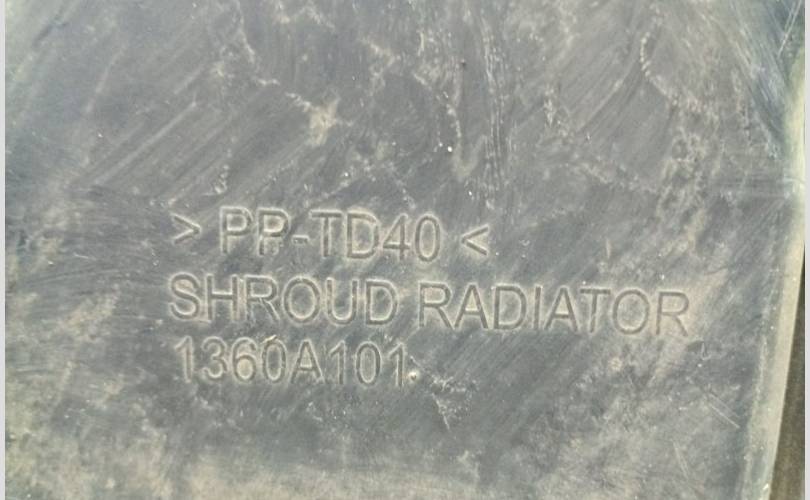 > PP-TD40 <
SHROUD RADIATOR
1360A101